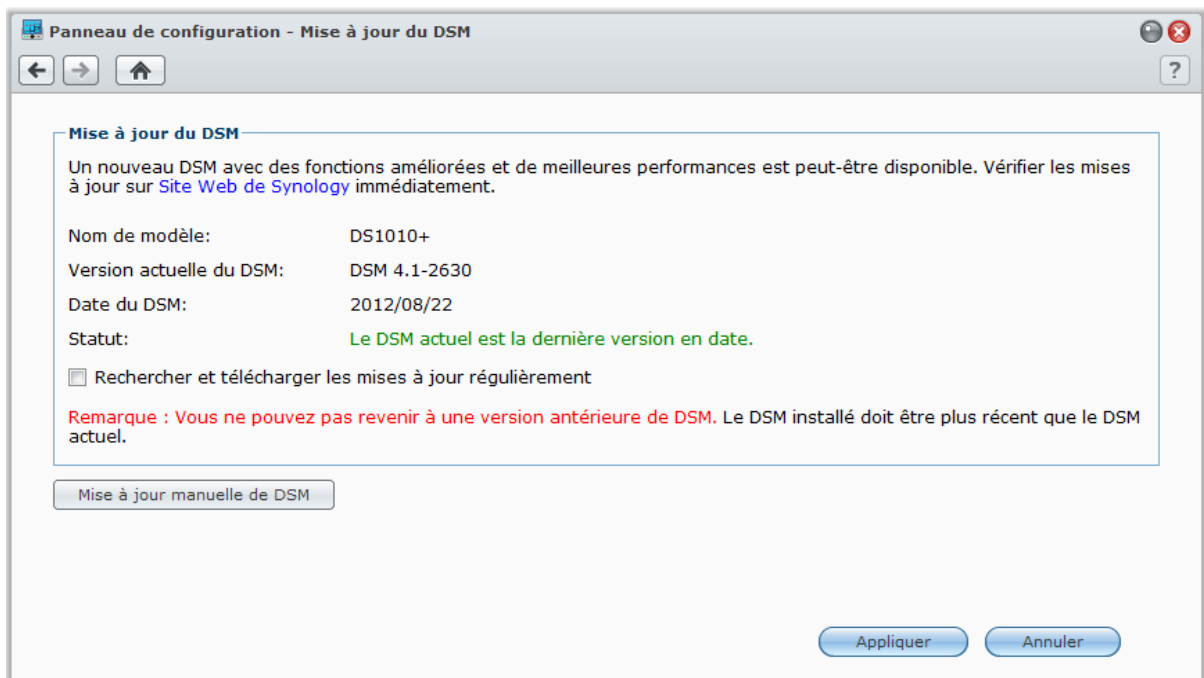 Panneau de configuration - Mise à jour du DSM
?
Mise à jour du DSM
Un nouveau DSM avec des fonctions améliorées et de meilleures performances est peut-être disponible. Vérifier les mises
à jour sur Site Web de Synology immédiatement.
Nom de modèle: DS1010+
Version actuelle du DSM: DSM 4.1-2630
Date du DSM: 2012/08/22
Statut: Le DSM actuel est la dernière version en date.
Rechercher et télécharger les mises à jour régulièrement
Remarque : Vous ne pouvez pas revenir à une version antérieure de DSM. Le DSM installé doit être plus récent que le DSM
actuel.
Mise à jour manuelle de DSM
Appliquer Annuler